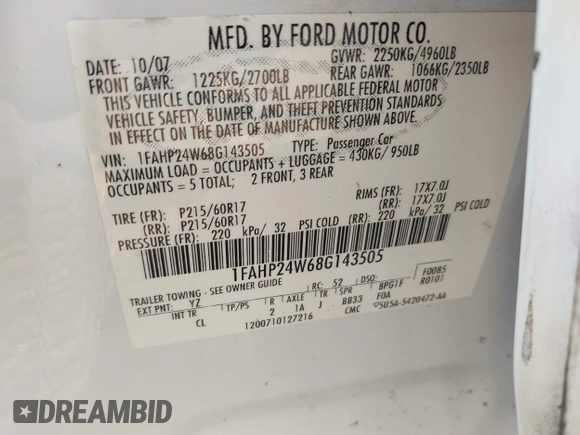 MFD. BY FORD MOTOR CO.
DATE: 10/07 GVWR: 2250KG/4960LB
FRONT GAWR: 1225KG/2700LB REAR GAWR: 1066KG/2350LB
THIS VEHICLE CONFORMS TO ALL APPLICABLE FEDERAL MOTOR
VEHICLE SAFETY, BUMPER, AND THEFT PREVENTION STANDARDS
IN EFFECT ON THE DATE OF MANUFACTURE SHOWN ABOVE.
VIN: 1FAHP24W68G143505 TYPE: Passenger Car
MAXIMUM LOAD = OCCUPANTS + LUGGAGE = 430KG/ 950LB
OCCUPANTS = 5 TOTAL; 2 FRONT, 3 REAR
TIRE (FR): P215/60R17 RIMS (FR): 17X7.0J
(RR): P215/60R17 (RR): 17X7.0J
PRESSURE (FR): 220 kPa/ 32 PSI COLD (RR): 220 kPa/ 32 PSI COLD
1FAHP24W68G143505
TRAILER TOWING - SEE OWNER GUIDE RC: 52 DSO: F0085
EXT PNT: YZ R0101
INT TR TP/PS R AXLE TR SPR BPG1F
CL 2 1A J BB33 F0A
1200710127216 CMC 5U5A-5420472-AA
DREAMBID